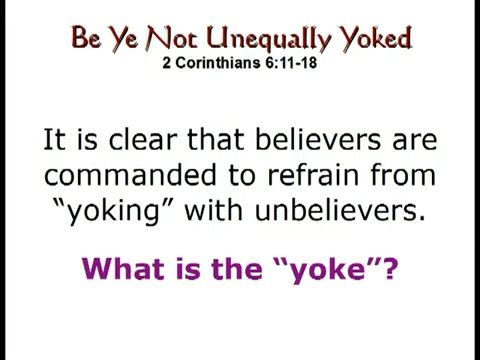 Be Ye Not Unequally Yoked
2 Corinthians 6:11-18
It is clear that believers are
commanded to refrain from
“yoking” with unbelievers.
What is the “yoke”?